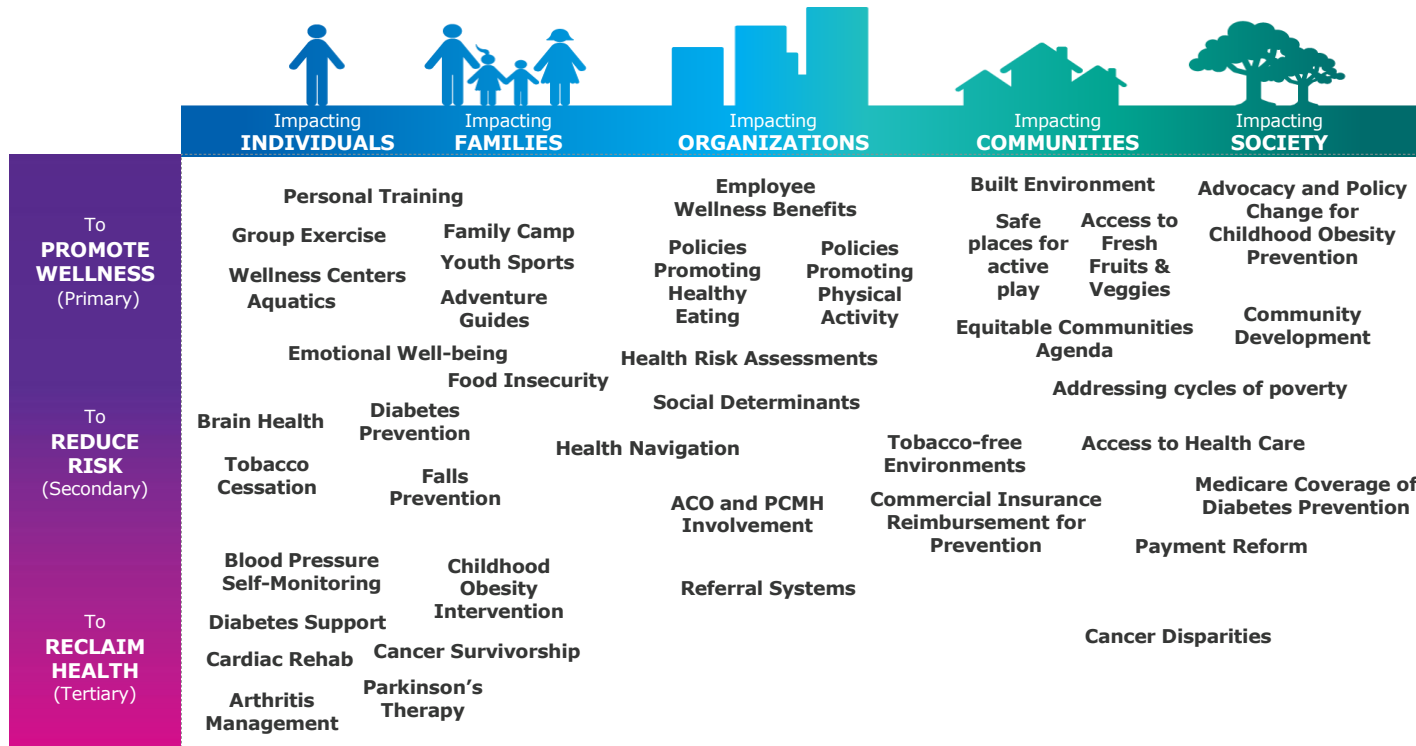 Impacting
INDIVIDUALS
Impacting
FAMILIES
Impacting
ORGANIZATIONS
Impacting
COMMUNITIES
Impacting
SOCIETY
To
PROMOTE
WELLNESS
(Primary)
Personal Training
Group Exercise
Wellness Centers
Aquatics
Family Camp
Youth Sports
Adventure
Guides
Emotional Well-being
Food Insecurity
Employee
Wellness Benefits
Policies
Promoting
Healthy
Eating
Policies
Promoting
Physical
Activity
Health Risk Assessments
Built Environment
Safe
places for
active
play
Access to
Fresh
Fruits &
Veggies
Equitable Communities
Agenda
Advocacy and Policy
Change for
Childhood Obesity
Prevention
Community
Development
Addressing cycles of poverty
To
REDUCE
RISK
(Secondary)
Brain Health
Diabetes
Prevention
Tobacco
Cessation
Falls
Prevention
Social Determinants
Health Navigation
ACO and PCMH
Involvement
Tobacco-free
Environments
Commercial Insurance
Reimbursement for
Prevention
Access to Health Care
Medicare Coverage of
Diabetes Prevention
Payment Reform
To
RECLAIM
HEALTH
(Tertiary)
Blood Pressure
Self-Monitoring
Childhood
Obesity
Intervention
Diabetes Support
Cardiac Rehab
Cancer Survivorship
Arthritis
Management
Parkinson’s
Therapy
Referral Systems
Cancer Disparities